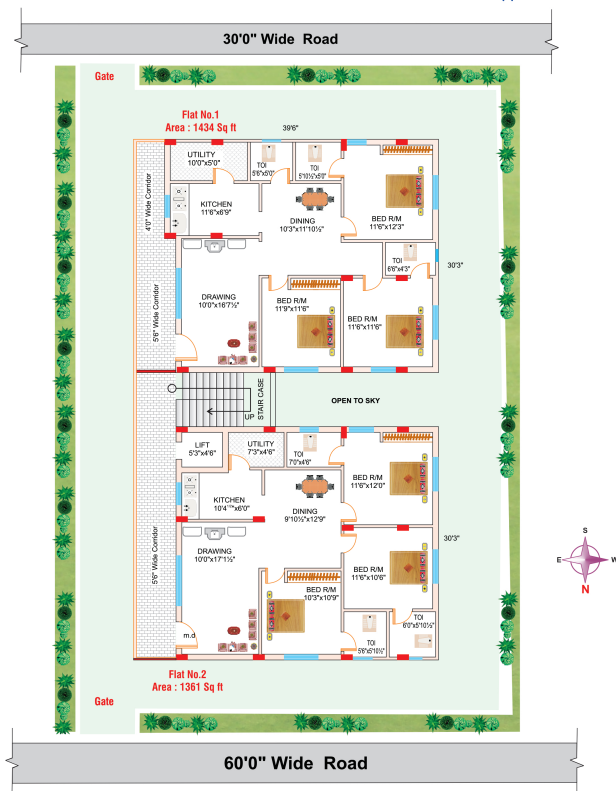 30'0" Wide Road
Gate
Flat No.1
Area : 1434 Sq ft
39'6"
UTILITY
10'0"x5'0"
TOI
5'6"x5'0"
TOI
5'10½"x5'0"
4'0" Wide Corridor
KITCHEN
11'6"x6'9"
DINING
10'3"x11'10½"
BED R/M
11'6"x12'3"
TOI
6'6"x4'3"
30'3"
5'6" Wide Corridor
DRAWING
10'0"x16'7½"
BED R/M
11'9"x11'6"
BED R/M
11'6"x11'6"
UP
STAIR CASE
OPEN TO SKY
LIFT
5'3"x4'6"
UTILITY
7'3"x4'6"
TOI
7'0"x4'6"
BED R/M
11'6"x12'0"
KITCHEN
DINING
9'10½"x12'9"
5'6" Wide Corridor
DRAWING
10'0"x17'1½"
30'3"
BED R/M
11'6"x10'6"
BED R/M
10'3"x10'9"
m.d
TOI
5'6"x5'10½"
TOI
6'0"x5'10½"
S
E
W
N
Flat No.2
Area : 1361 Sq ft
Gate
60'0" Wide Road